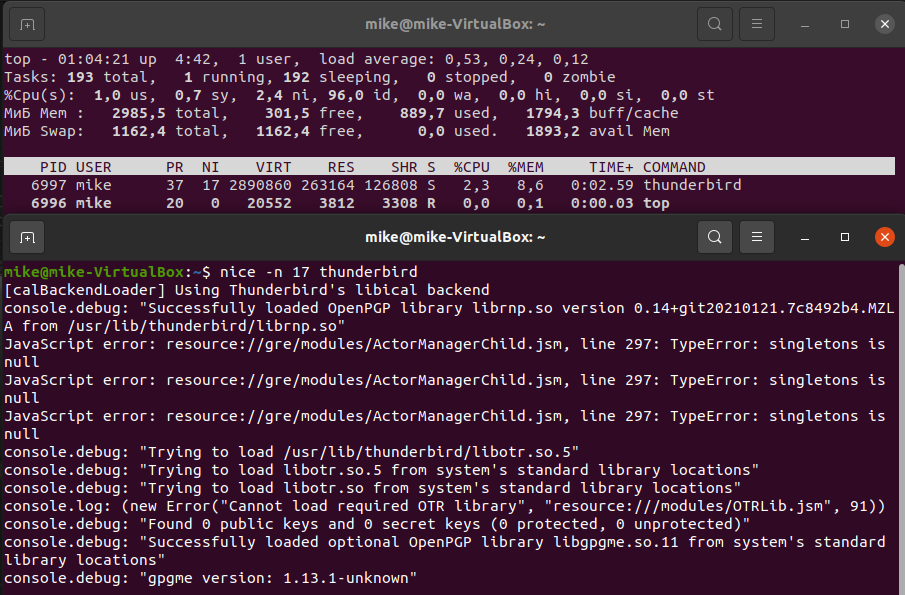 mike@mike-VirtualBox: ~
top - 01:04:21 up  4:42,  1 user,  load average: 0,53, 0,24, 0,12
Tasks: 193 total,   1 running, 192 sleeping,   0 stopped,   0 zombie
%Cpu(s):  1,0 us,  0,7 sy,  2,4 ni, 96,0 id,  0,0 wa,  0,0 hi,  0,0 si,  0,0 st
МиБ Mem :   2985,5 total,    301,5 free,    889,7 used,   1794,3 buff/cache
МиБ Swap:   1162,4 total,   1162,4 free,      0,0 used.   1893,2 avail Mem
PID USER      PR  NI    VIRT    RES    SHR S  %CPU  %MEM     TIME+ COMMAND
6997 mike      37  17 2890860 263164 126808 S   2,3   8,6   0:02.59 thunderbird
6996 mike      20   0   20552   3812   3308 R   0,0   0,1   0:00.03 top
mike@mike-VirtualBox: ~
mike@mike-VirtualBox:~$ nice -n 17 thunderbird
[calBackendLoader] Using Thunderbird's libical backend
console.debug: "Successfully loaded OpenPGP library librnp.so version 0.14+git20210121.7c8492b4.MZL
A from /usr/lib/thunderbird/librnp.so"
JavaScript error: resource://gre/modules/ActorManagerChild.jsm, line 297: TypeError: singletons is
null
JavaScript error: resource://gre/modules/ActorManagerChild.jsm, line 297: TypeError: singletons is
null
JavaScript error: resource://gre/modules/ActorManagerChild.jsm, line 297: TypeError: singletons is
null
console.debug: "Trying to load /usr/lib/thunderbird/libotr.so.5"
console.debug: "Trying to load libotr.so.5 from system's standard library locations"
console.debug: "Trying to load libotr.so from system's standard library locations"
console.log: (new Error("Cannot load required OTR library", "resource:///modules/OTRLib.jsm", 91))
console.debug: "Found 0 public keys and 0 secret keys (0 protected, 0 unprotected)"
console.debug: "Successfully loaded optional OpenPGP library libgpgme.so.11 from system's standard
library locations"
console.debug: "gpgme version: 1.13.1-unknown"